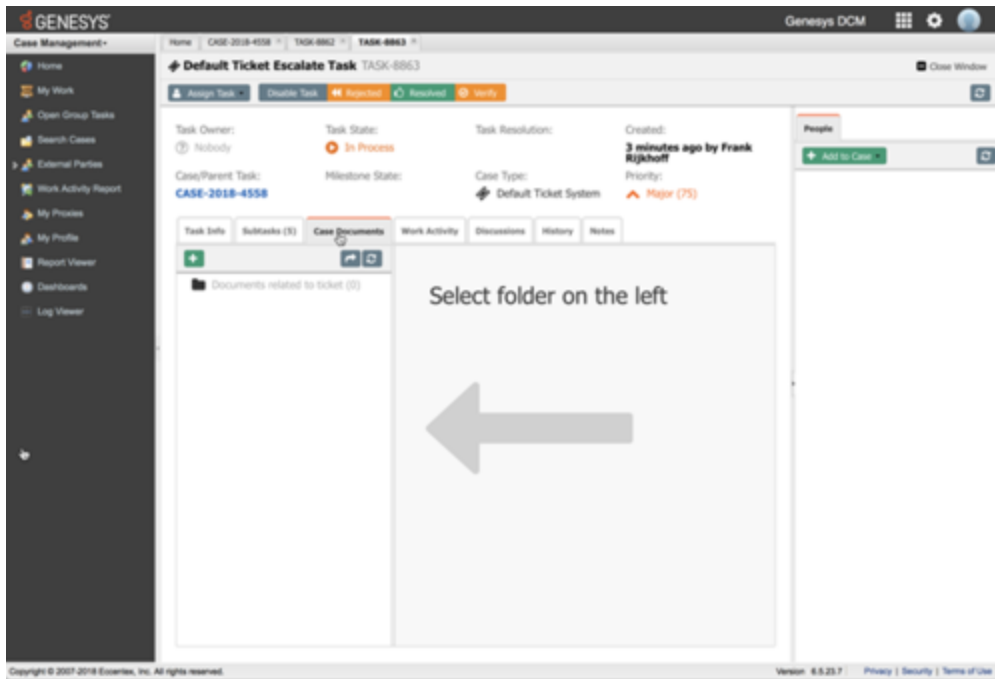 GENESYS
Genesys DCM
Case Management
Home
CASE-2018-4558
TASK-8862
TASK-8863
Home
My Work
Open Group Tasks
Search Cases
External Parties
Work Activity Report
My Proxies
My Profile
Report Viewer
Dashboards
Log Viewer
Default Ticket Escalate Task TASK-8863
Close Window
Assign Task
Disable Task
Rejected
Resolved
Verify
Task Owner:
Nobody
Task State:
In Process
Task Resolution:
Created:
3 minutes ago by Frank
Rijkhoff
Case/Parent Task:
CASE-2018-4558
Milestone State:
Case Type:
Default Ticket System
Priority:
Major (75)
People
Add to Case
Task Info
Subtasks (5)
Case Documents
Work Activity
Discussions
History
Notes
Documents related to ticket (0)
Select folder on the left
Copyright © 2007-2018 Eccentex, Inc. All rights reserved.
Version 6.5.23.7
Privacy | Security | Terms of Use